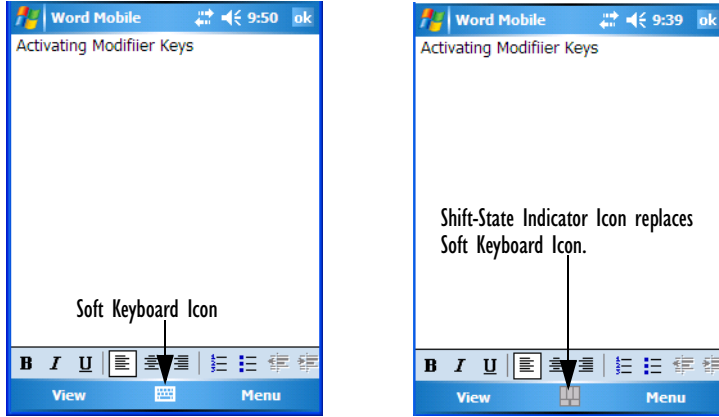 Word Mobile 9:50 ok
Activating Modifiier Keys
Soft Keyboard Icon
B I U
View Menu
Word Mobile 9:39 ok
Activating Modifiier Keys
Shift-State Indicator Icon replaces
Soft Keyboard Icon.
B I U
View Menu